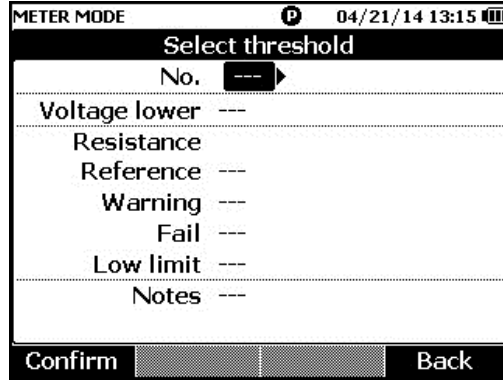 METER MODE P 04/21/14 13:15
Select threshold
No. ---
Voltage lower ---
Resistance
Reference ---
Warning ---
Fail ---
Low limit ---
Notes ---
Confirm Back